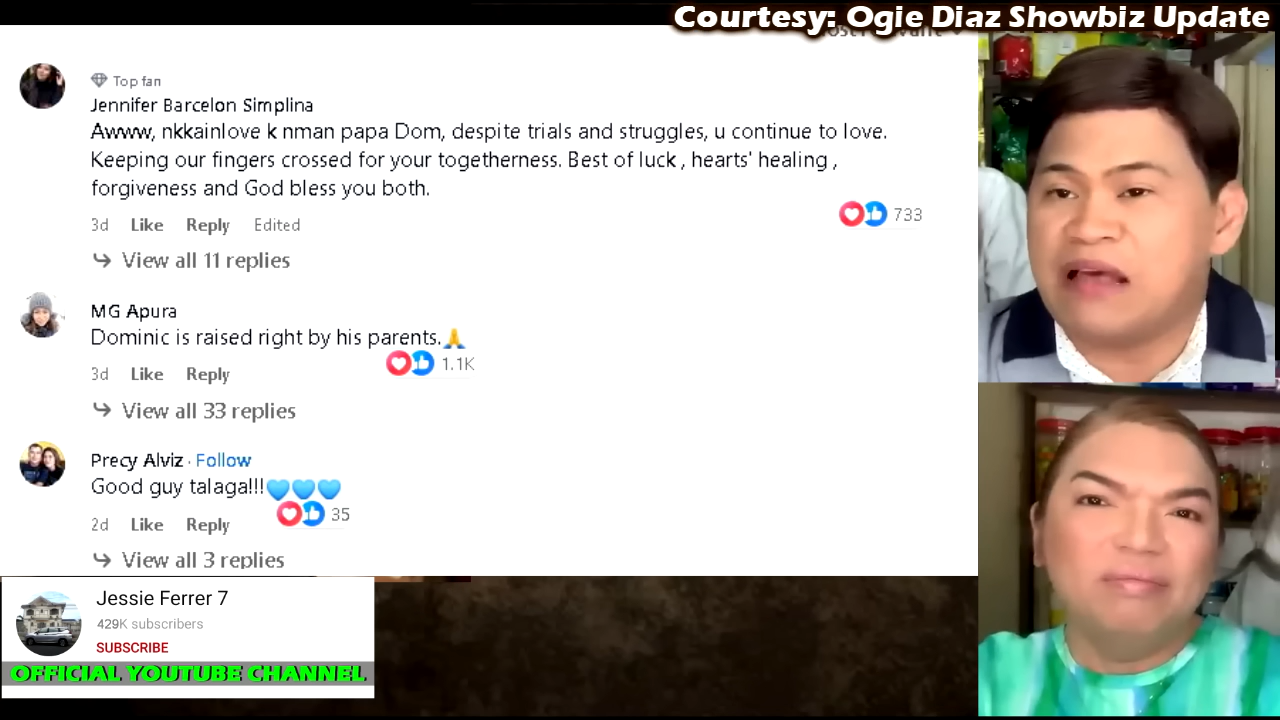 Courtesy: Ogie Diaz Showbiz Update
Top fan
Jennifer Barcelon Simplina
Awww, nkkainlove k nman papa Dom, despite trials and struggles, u continue to love.
Keeping our fingers crossed for your togetherness. Best of luck , hearts' healing ,
forgiveness and God bless you both.
3d Like Reply Edited
733
View all 11 replies
MG Apura
Dominic is raised right by his parents.🙏
1.1K
3d Like Reply
View all 33 replies
Precy Alviz · Follow
Good guy talaga!!!🩵🩵🩵
35
2d Like Reply
View all 3 replies
Jessie Ferrer 7
429K subscribers
SUBSCRIBE
OFFICIAL YOUTUBE CHANNEL